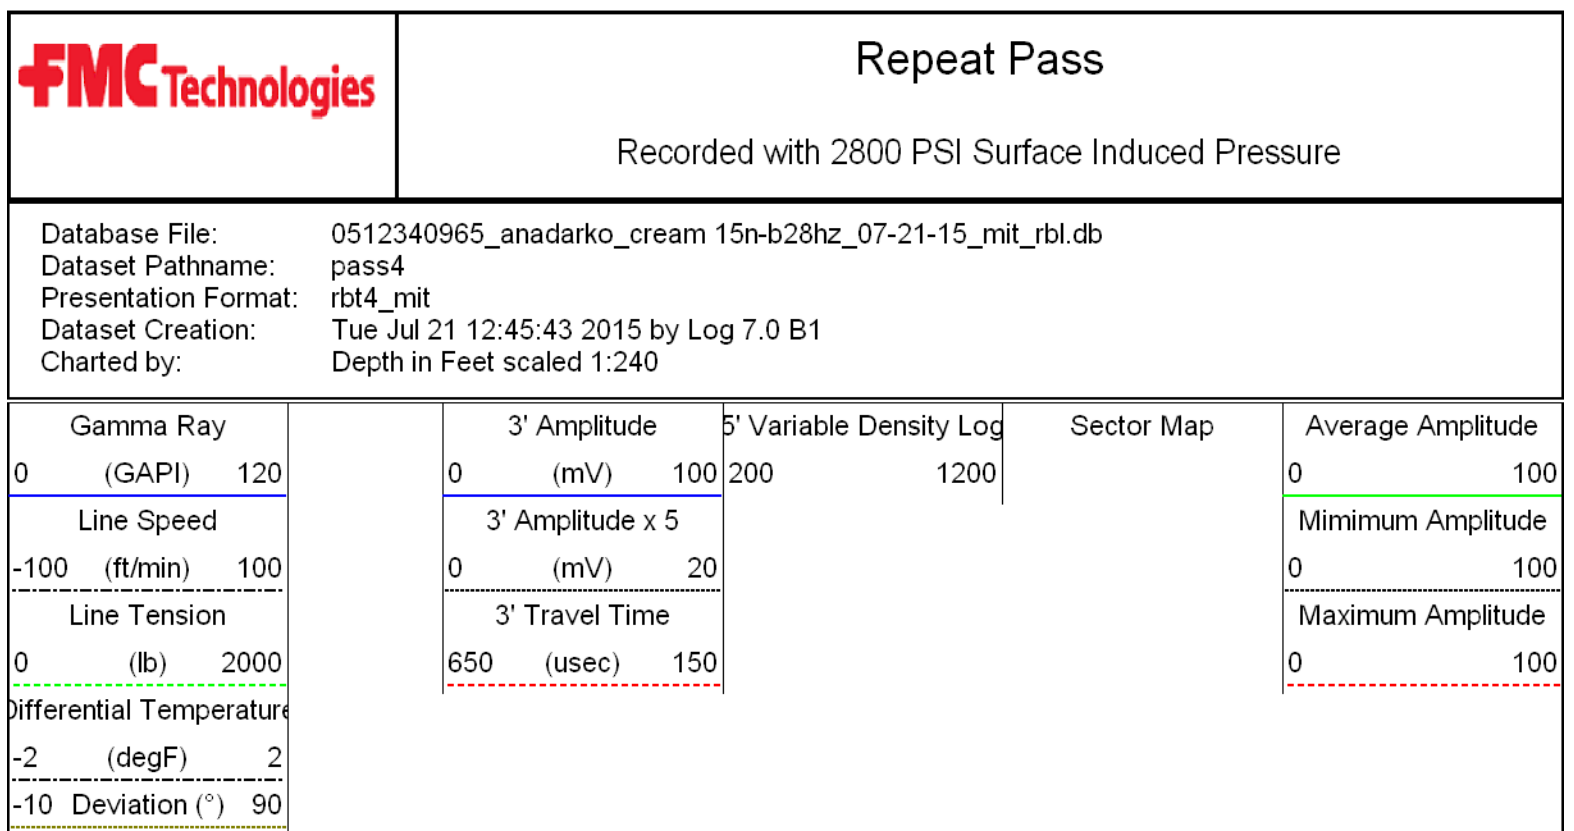 FMC Technologies
Repeat Pass
Recorded with 2800 PSI Surface Induced Pressure
Database File: 0512340965_anadarko_cream 15n-b28hz_07-21-15_mit_rbl.db
Dataset Pathname: pass4
Presentation Format: rbt4_mit
Dataset Creation: Tue Jul 21 12:45:43 2015 by Log 7.0 B1
Charted by: Depth in Feet scaled 1:240
Gamma Ray
0 (GAPI) 120
Line Speed
-100 (ft/min) 100
Line Tension
0 (lb) 2000
Differential Temperature
-2 (degF) 2
-10 Deviation (°) 90
3' Amplitude
0 (mV) 100
3' Amplitude x 5
0 (mV) 20
3' Travel Time
650 (usec) 150
5' Variable Density Log
200 1200
Sector Map
Average Amplitude
0 100
Mimimum Amplitude
0 100
Maximum Amplitude
0 100